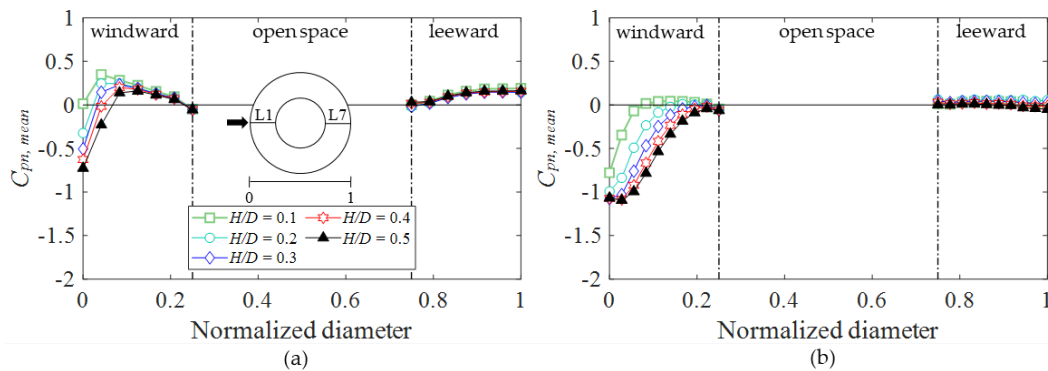 windward open space leeward
1
0.5
0
-0.5
-1
-1.5
-2
C_pn, mean
L1 L7
0 1
H/D = 0.1 H/D = 0.4
H/D = 0.2 H/D = 0.5
H/D = 0.3
0 0.2 0.4 0.6 0.8 1
Normalized diameter
(a)
windward open space leeward
1
0.5
0
-0.5
-1
-1.5
-2
C_pn, mean
0 0.2 0.4 0.6 0.8 1
Normalized diameter
(b)